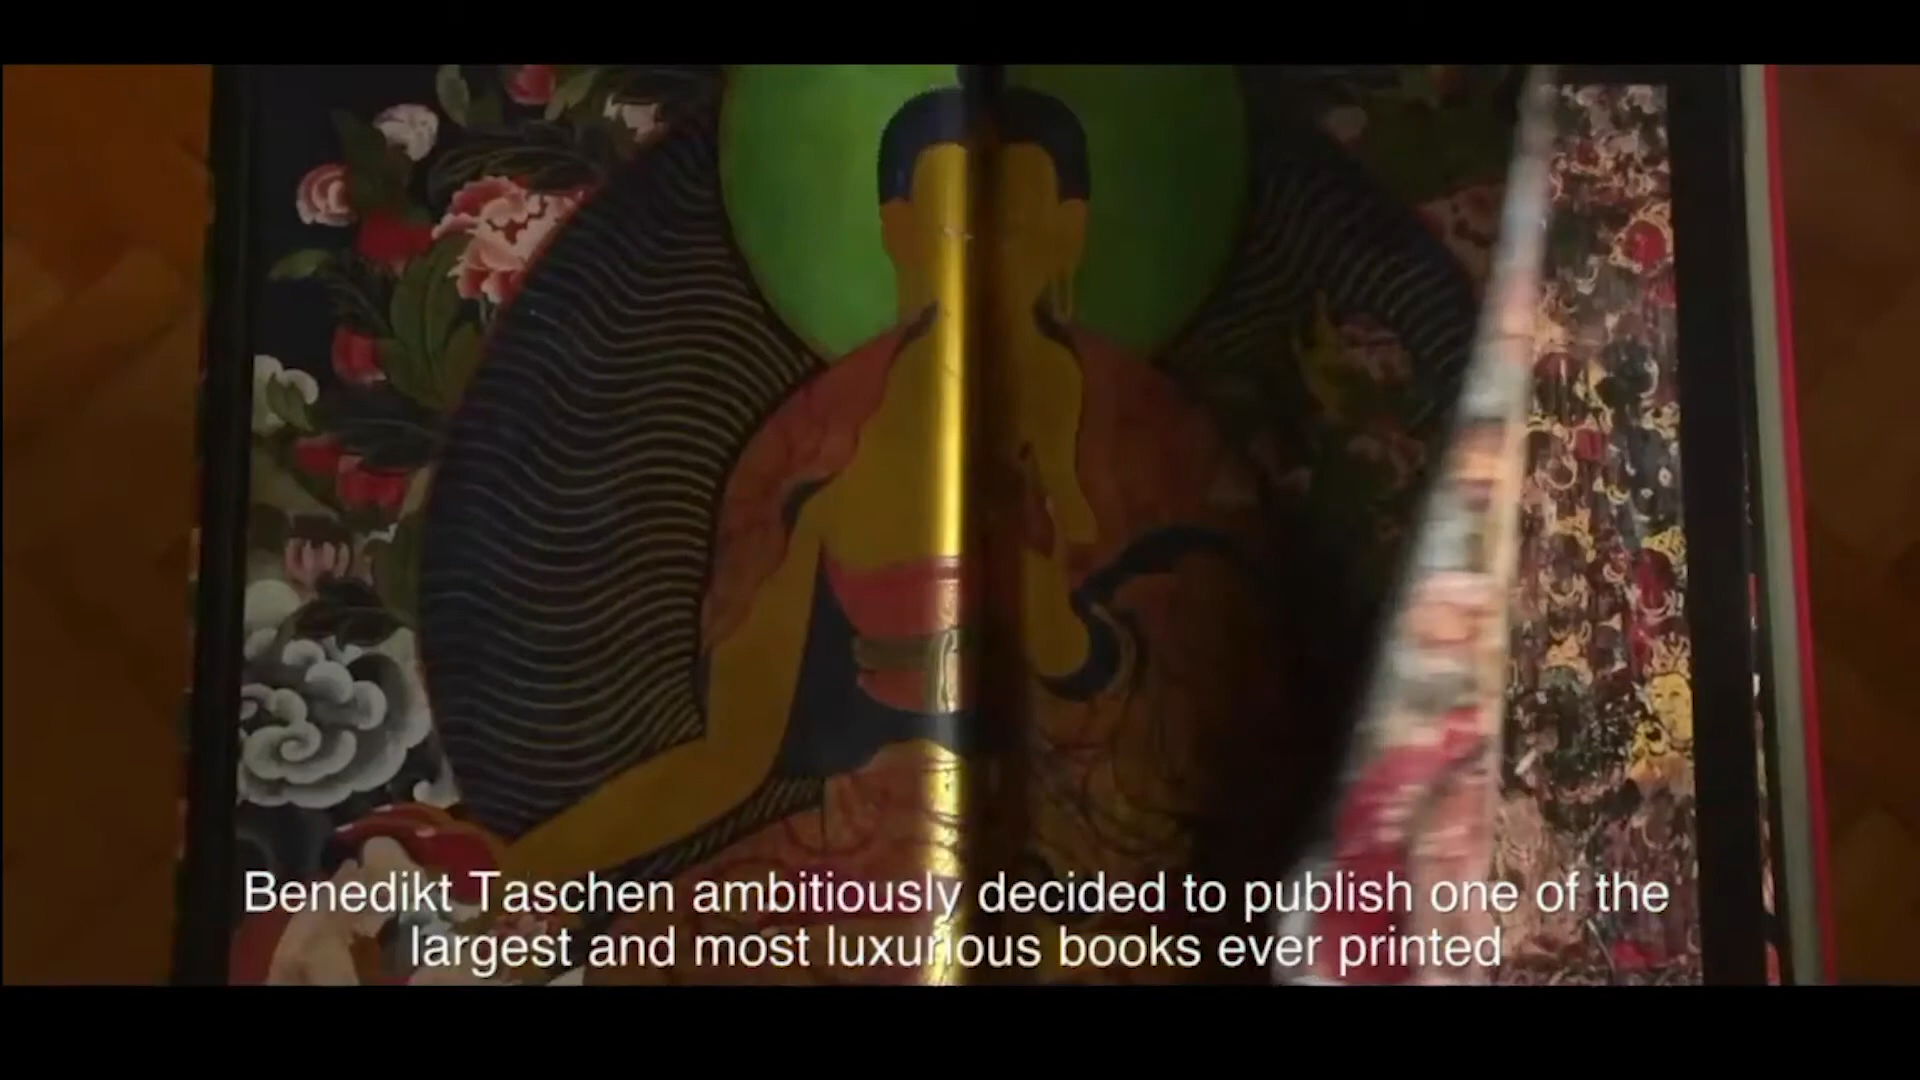 Benedikt Taschen ambitiously decided to publish one of the
largest and most luxurious books ever printed